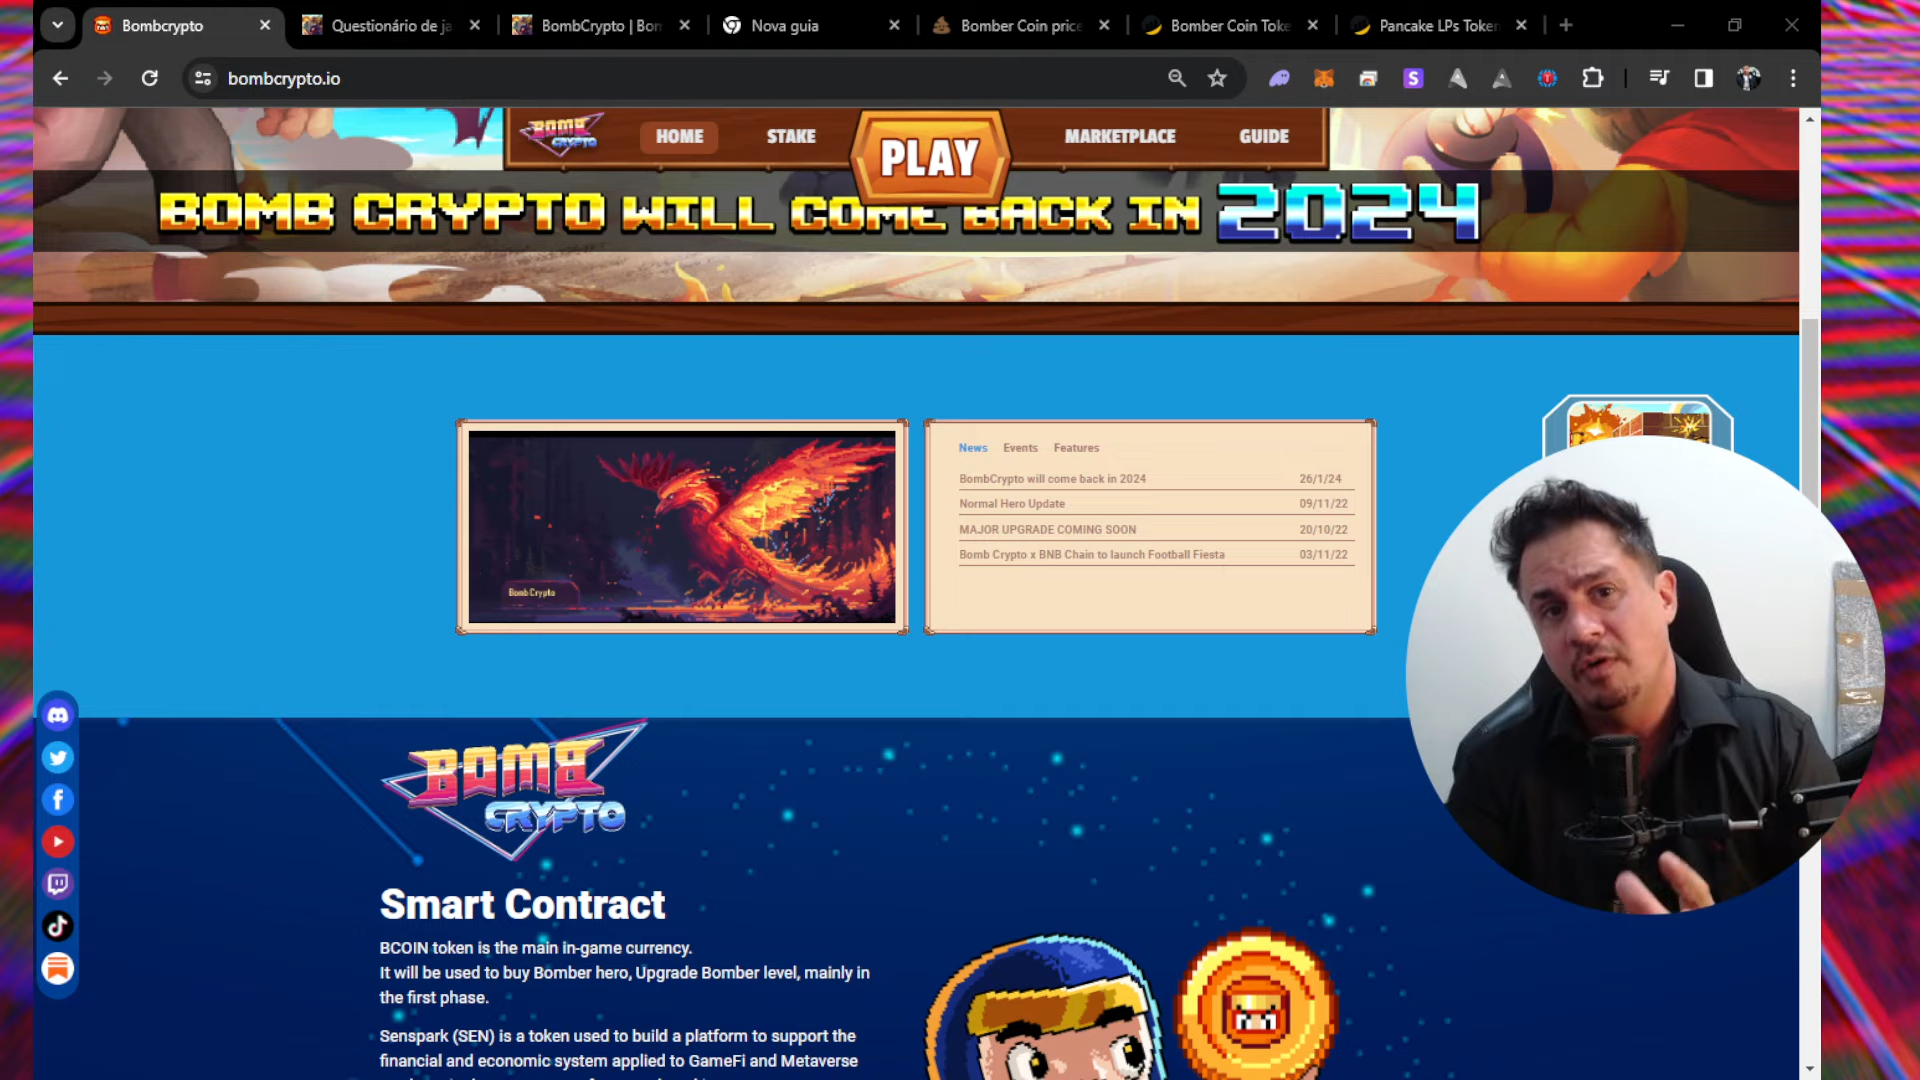 Bombcrypto
Questionário de ja
BombCrypto | Bom
Nova guia
Bomber Coin price
Bomber Coin Toke
Pancake LPs Token
bombcrypto.io
BOMB CRYPTO
HOME
STAKE
PLAY
MARKETPLACE
GUIDE
BOMB CRYPTO WILL COME BACK IN 2024
News Events Features
BombCrypto will come back in 2024 26/1/24
Normal Hero Update 09/11/22
MAJOR UPGRADE COMING SOON 20/10/22
Bomb Crypto x BNB Chain to launch Football Fiesta 03/11/22
Bomb Crypto
BOMB
CRYPTO
Smart Contract
BCOIN token is the main in-game currency.
It will be used to buy Bomber hero, Upgrade Bomber level, mainly in
the first phase.
Senspark (SEN) is a token used to build a platform to support the
financial and economic system applied to GameFi and Metaverse